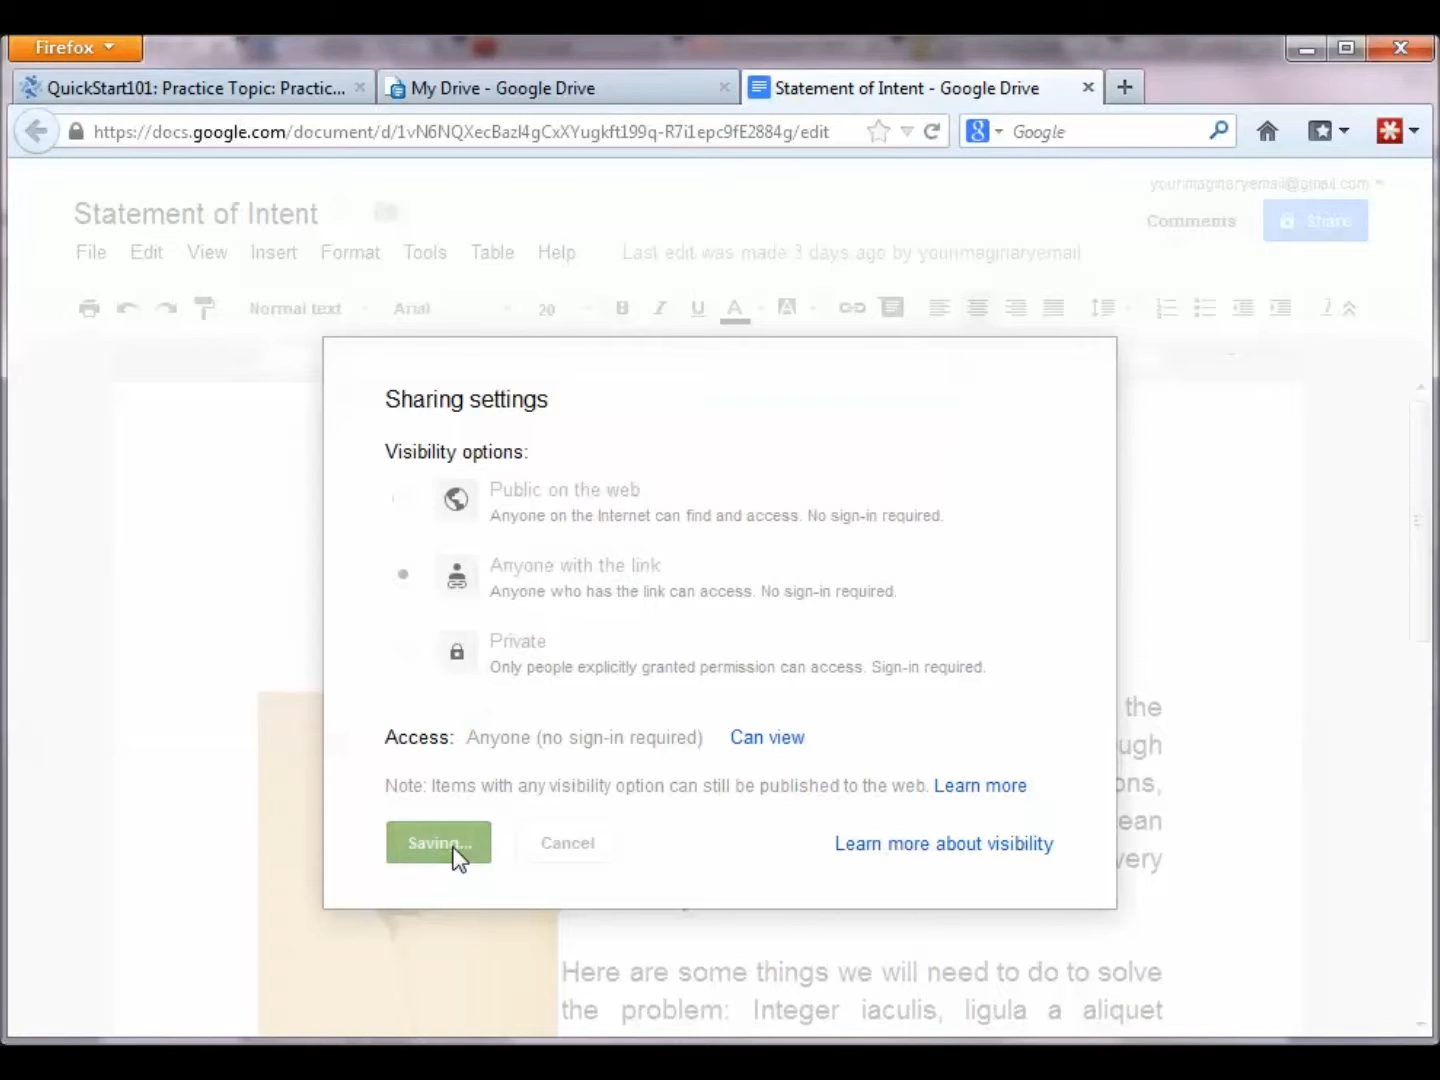 Firefox
QuickStart101: Practice Topic: Practic...
My Drive - Google Drive
Statement of Intent - Google Drive
https://docs.google.com/document/d/1vN6NQXecBazl4gCxXYugkft199q-R7i1epc9fE2884g/edit
Google
yourimaginaryemail@gmail.com
Statement of Intent
Comments
Share
File Edit View Insert Format Tools Table Help Last edit was made 3 days ago by yourimaginaryemail
Normal text Arial 20 B I U A A
Sharing settings
Visibility options:
Public on the web
Anyone on the Internet can find and access. No sign-in required.
Anyone with the link
Anyone who has the link can access. No sign-in required.
Private
Only people explicitly granted permission can access. Sign-in required.
Access: Anyone (no sign-in required) Can view
Note: Items with any visibility option can still be published to the web. Learn more
Saving... Cancel Learn more about visibility
the
ugh
ons,
ean
very
Here are some things we will need to do to solve
the problem: Integer iaculis, ligula a aliquet